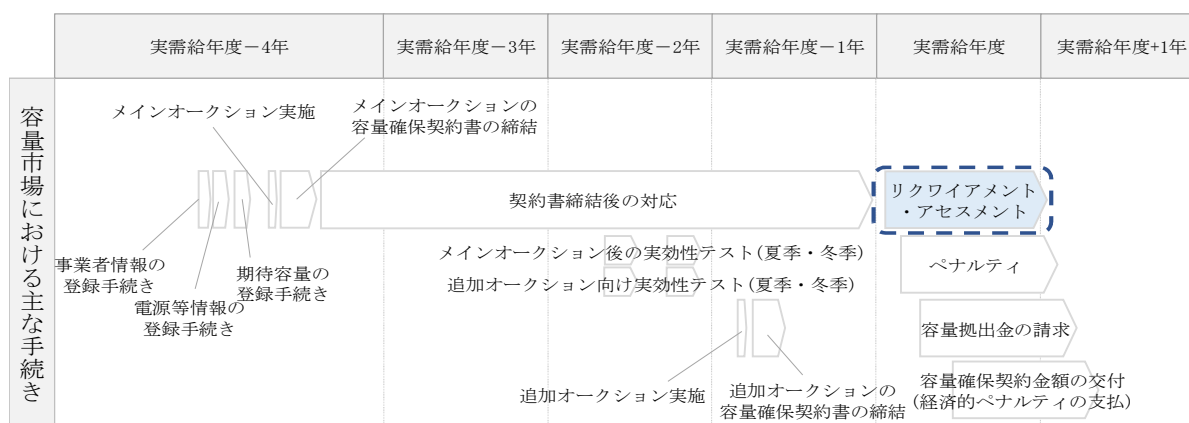 実需給年度－4年
実需給年度－3年
実需給年度－2年
実需給年度－1年
実需給年度
実需給年度+1年
容量市場における主な手続き
メインオークション実施
メインオークションの
容量確保契約書の締結
契約書締結後の対応
リクワイアメント
・アセスメント
事業者情報の
登録手続き
電源等情報の
登録手続き
期待容量の
登録手続き
メインオークション後の実効性テスト(夏季・冬季)
追加オークション向け実効性テスト(夏季・冬季)
ペナルティ
追加オークション実施
追加オークションの
容量確保契約書の締結
容量拠出金の請求
容量確保契約金額の交付
(経済的ペナルティの支払)